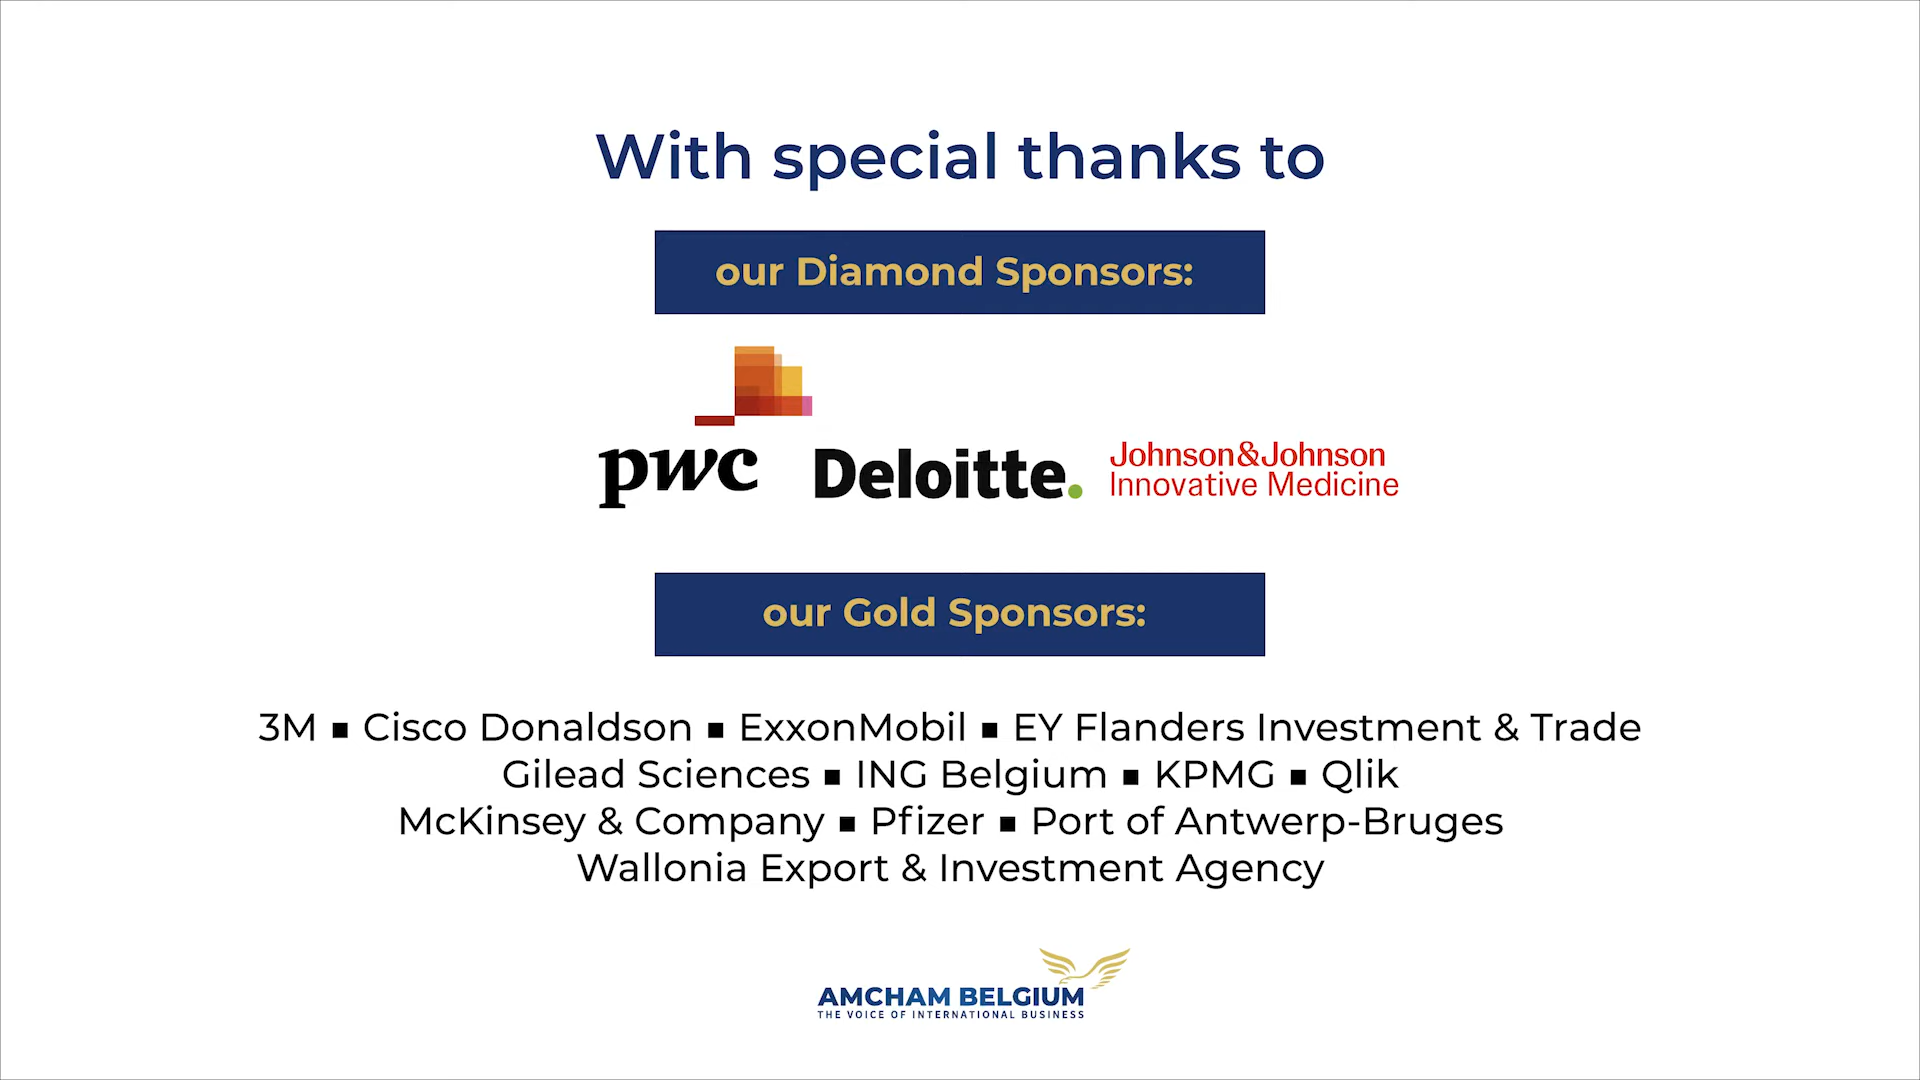 With special thanks to
our Diamond Sponsors:
pwc Deloitte. Johnson&Johnson
Innovative Medicine
our Gold Sponsors:
3M ▪ Cisco Donaldson ▪ ExxonMobil ▪ EY Flanders Investment & Trade
Gilead Sciences ▪ ING Belgium ▪ KPMG ▪ Qlik
McKinsey & Company ▪ Pfizer ▪ Port of Antwerp-Bruges
Wallonia Export & Investment Agency
AMCHAM BELGIUM
THE VOICE OF INTERNATIONAL BUSINESS